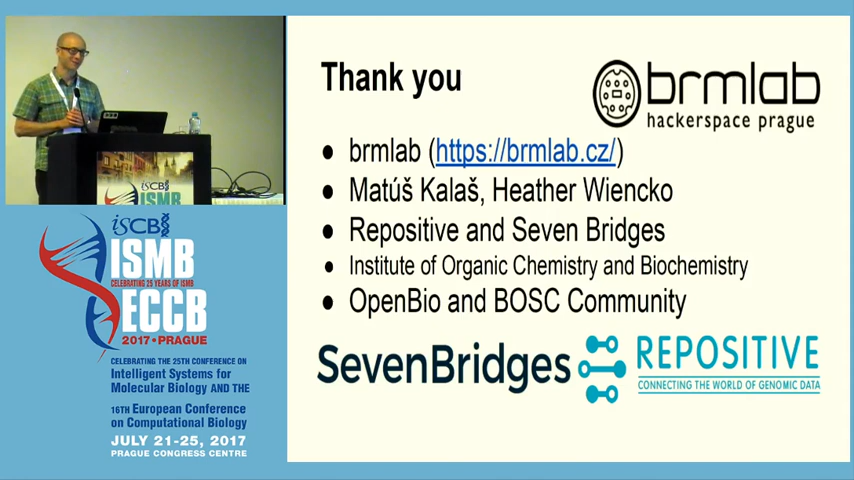 Thank you
brmlab
hackerspace prague
brmlab (https://brmlab.cz/)
Matúš Kalaš, Heather Wiencko
Repositive and Seven Bridges
Institute of Organic Chemistry and Biochemistry
OpenBio and BOSC Community
SevenBridges
REPOSITIVE
CONNECTING THE WORLD OF GENOMIC DATA
iSCB
ISMB
iSCB
ISMB
CELEBRATING 25 YEARS OF ISMB
ECCB
2017 • PRAGUE
CELEBRATING THE 25TH CONFERENCE ON
Intelligent Systems for
Molecular Biology AND THE
16TH European Conference
on Computational Biology
JULY 21-25, 2017
PRAGUE CONGRESS CENTRE